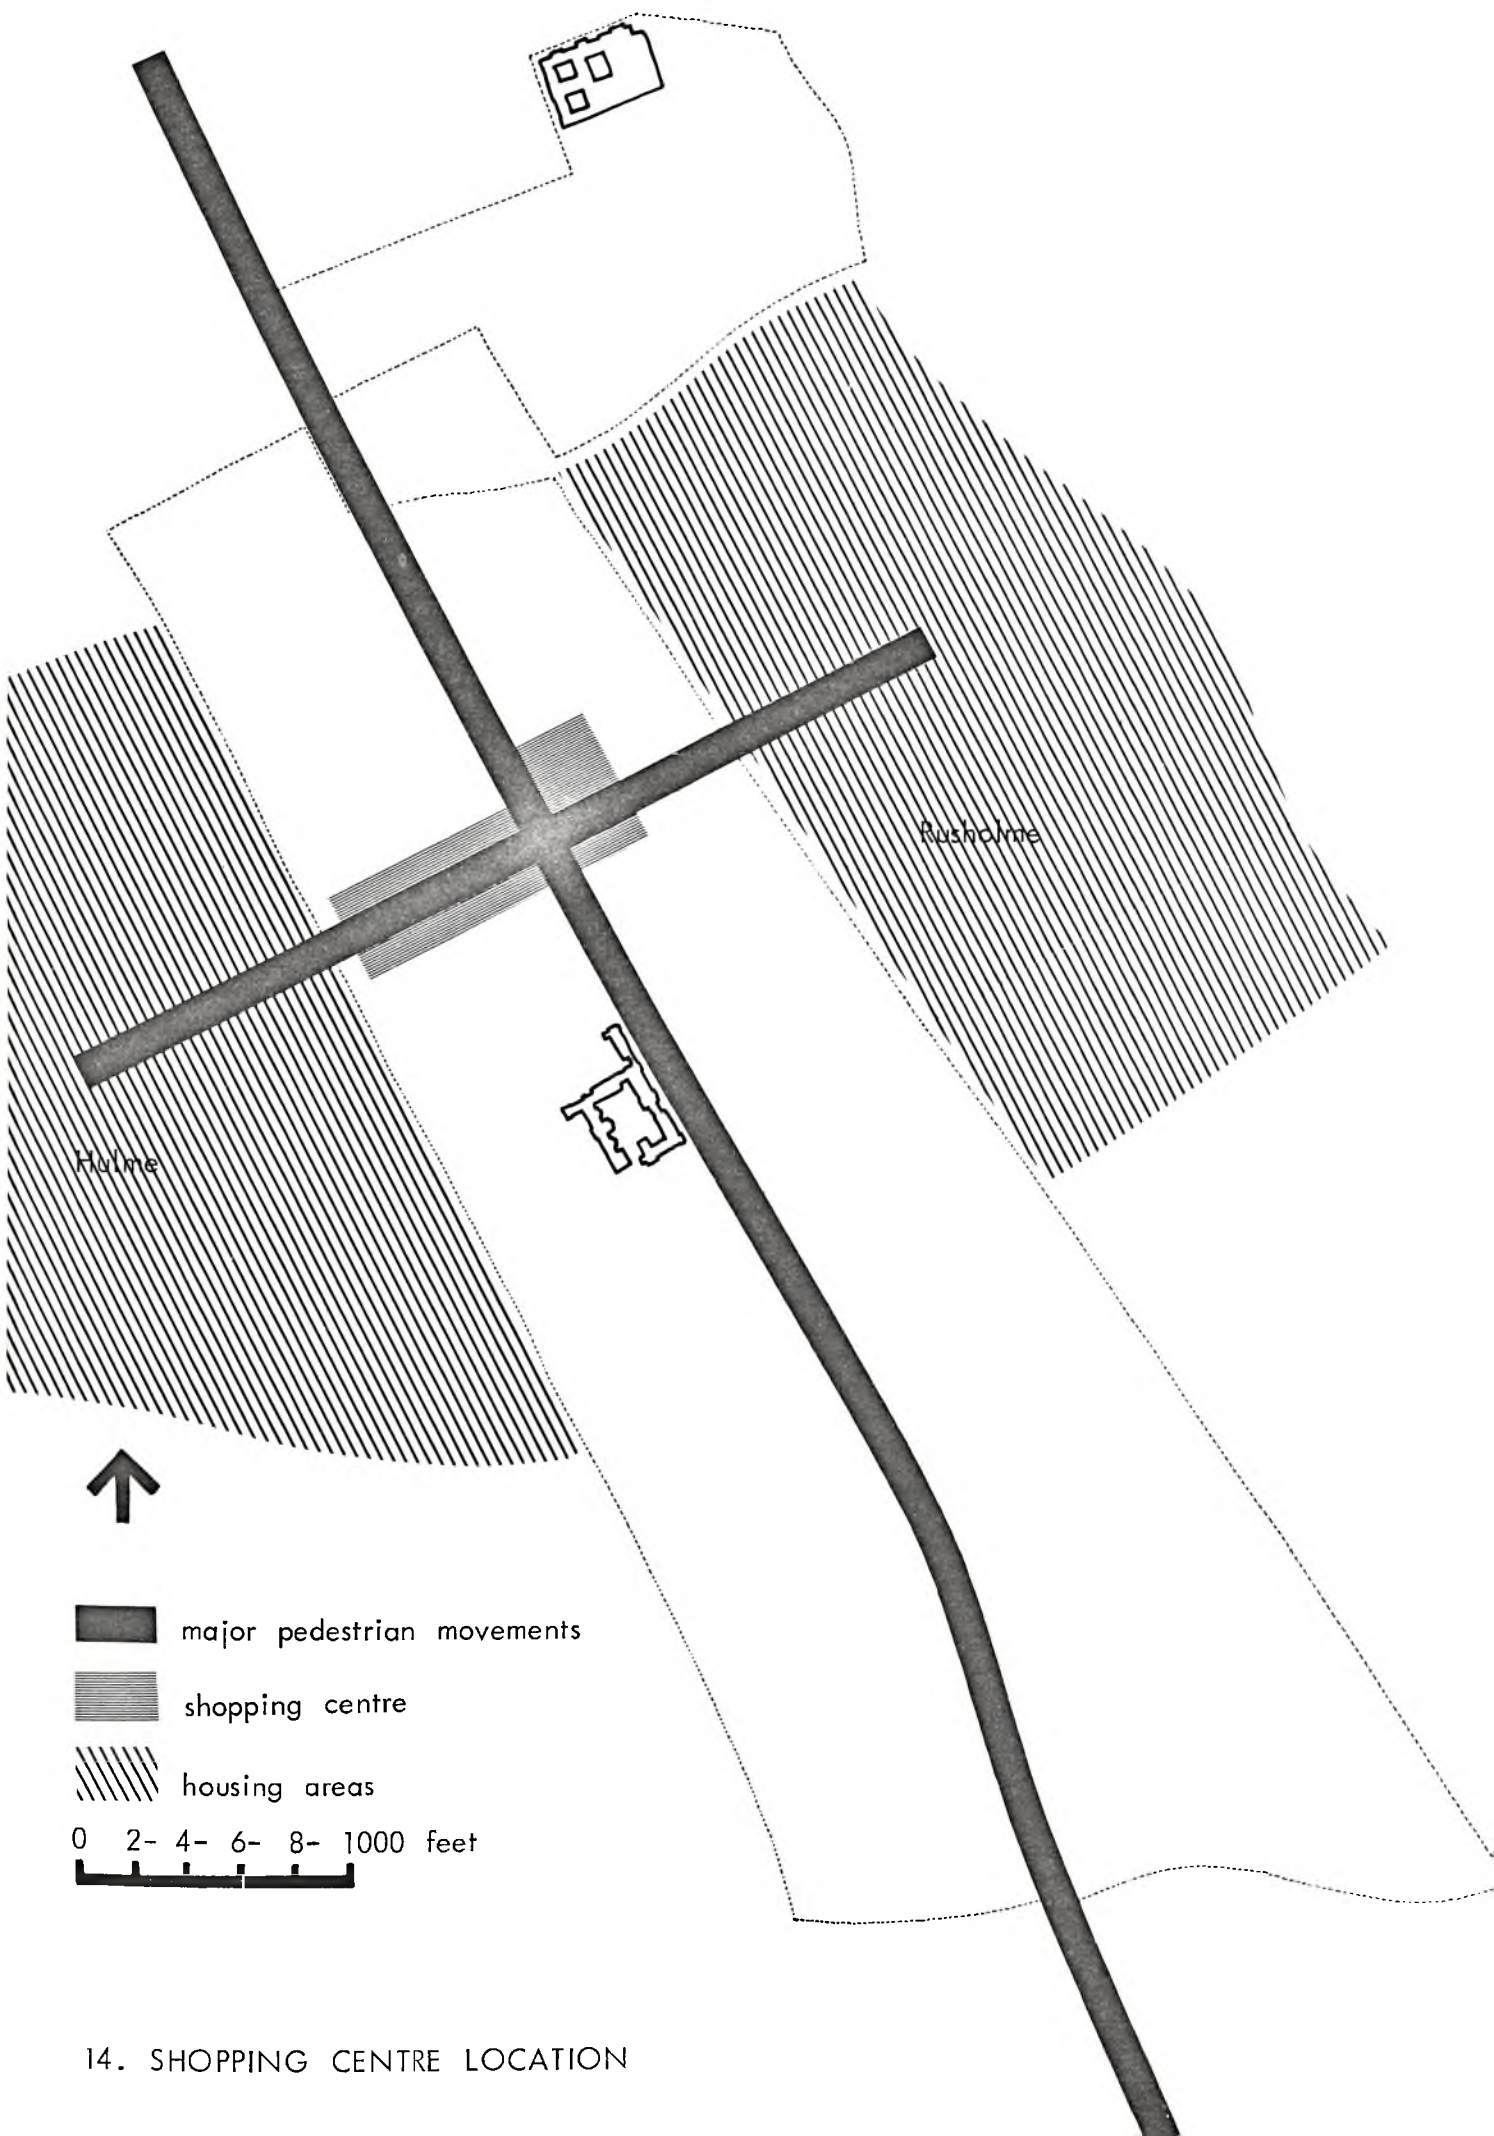 Rusholme
Hulme
major pedestrian movements
shopping centre
housing areas
0 2- 4- 6- 8- 1000 feet
14. SHOPPING CENTRE LOCATION